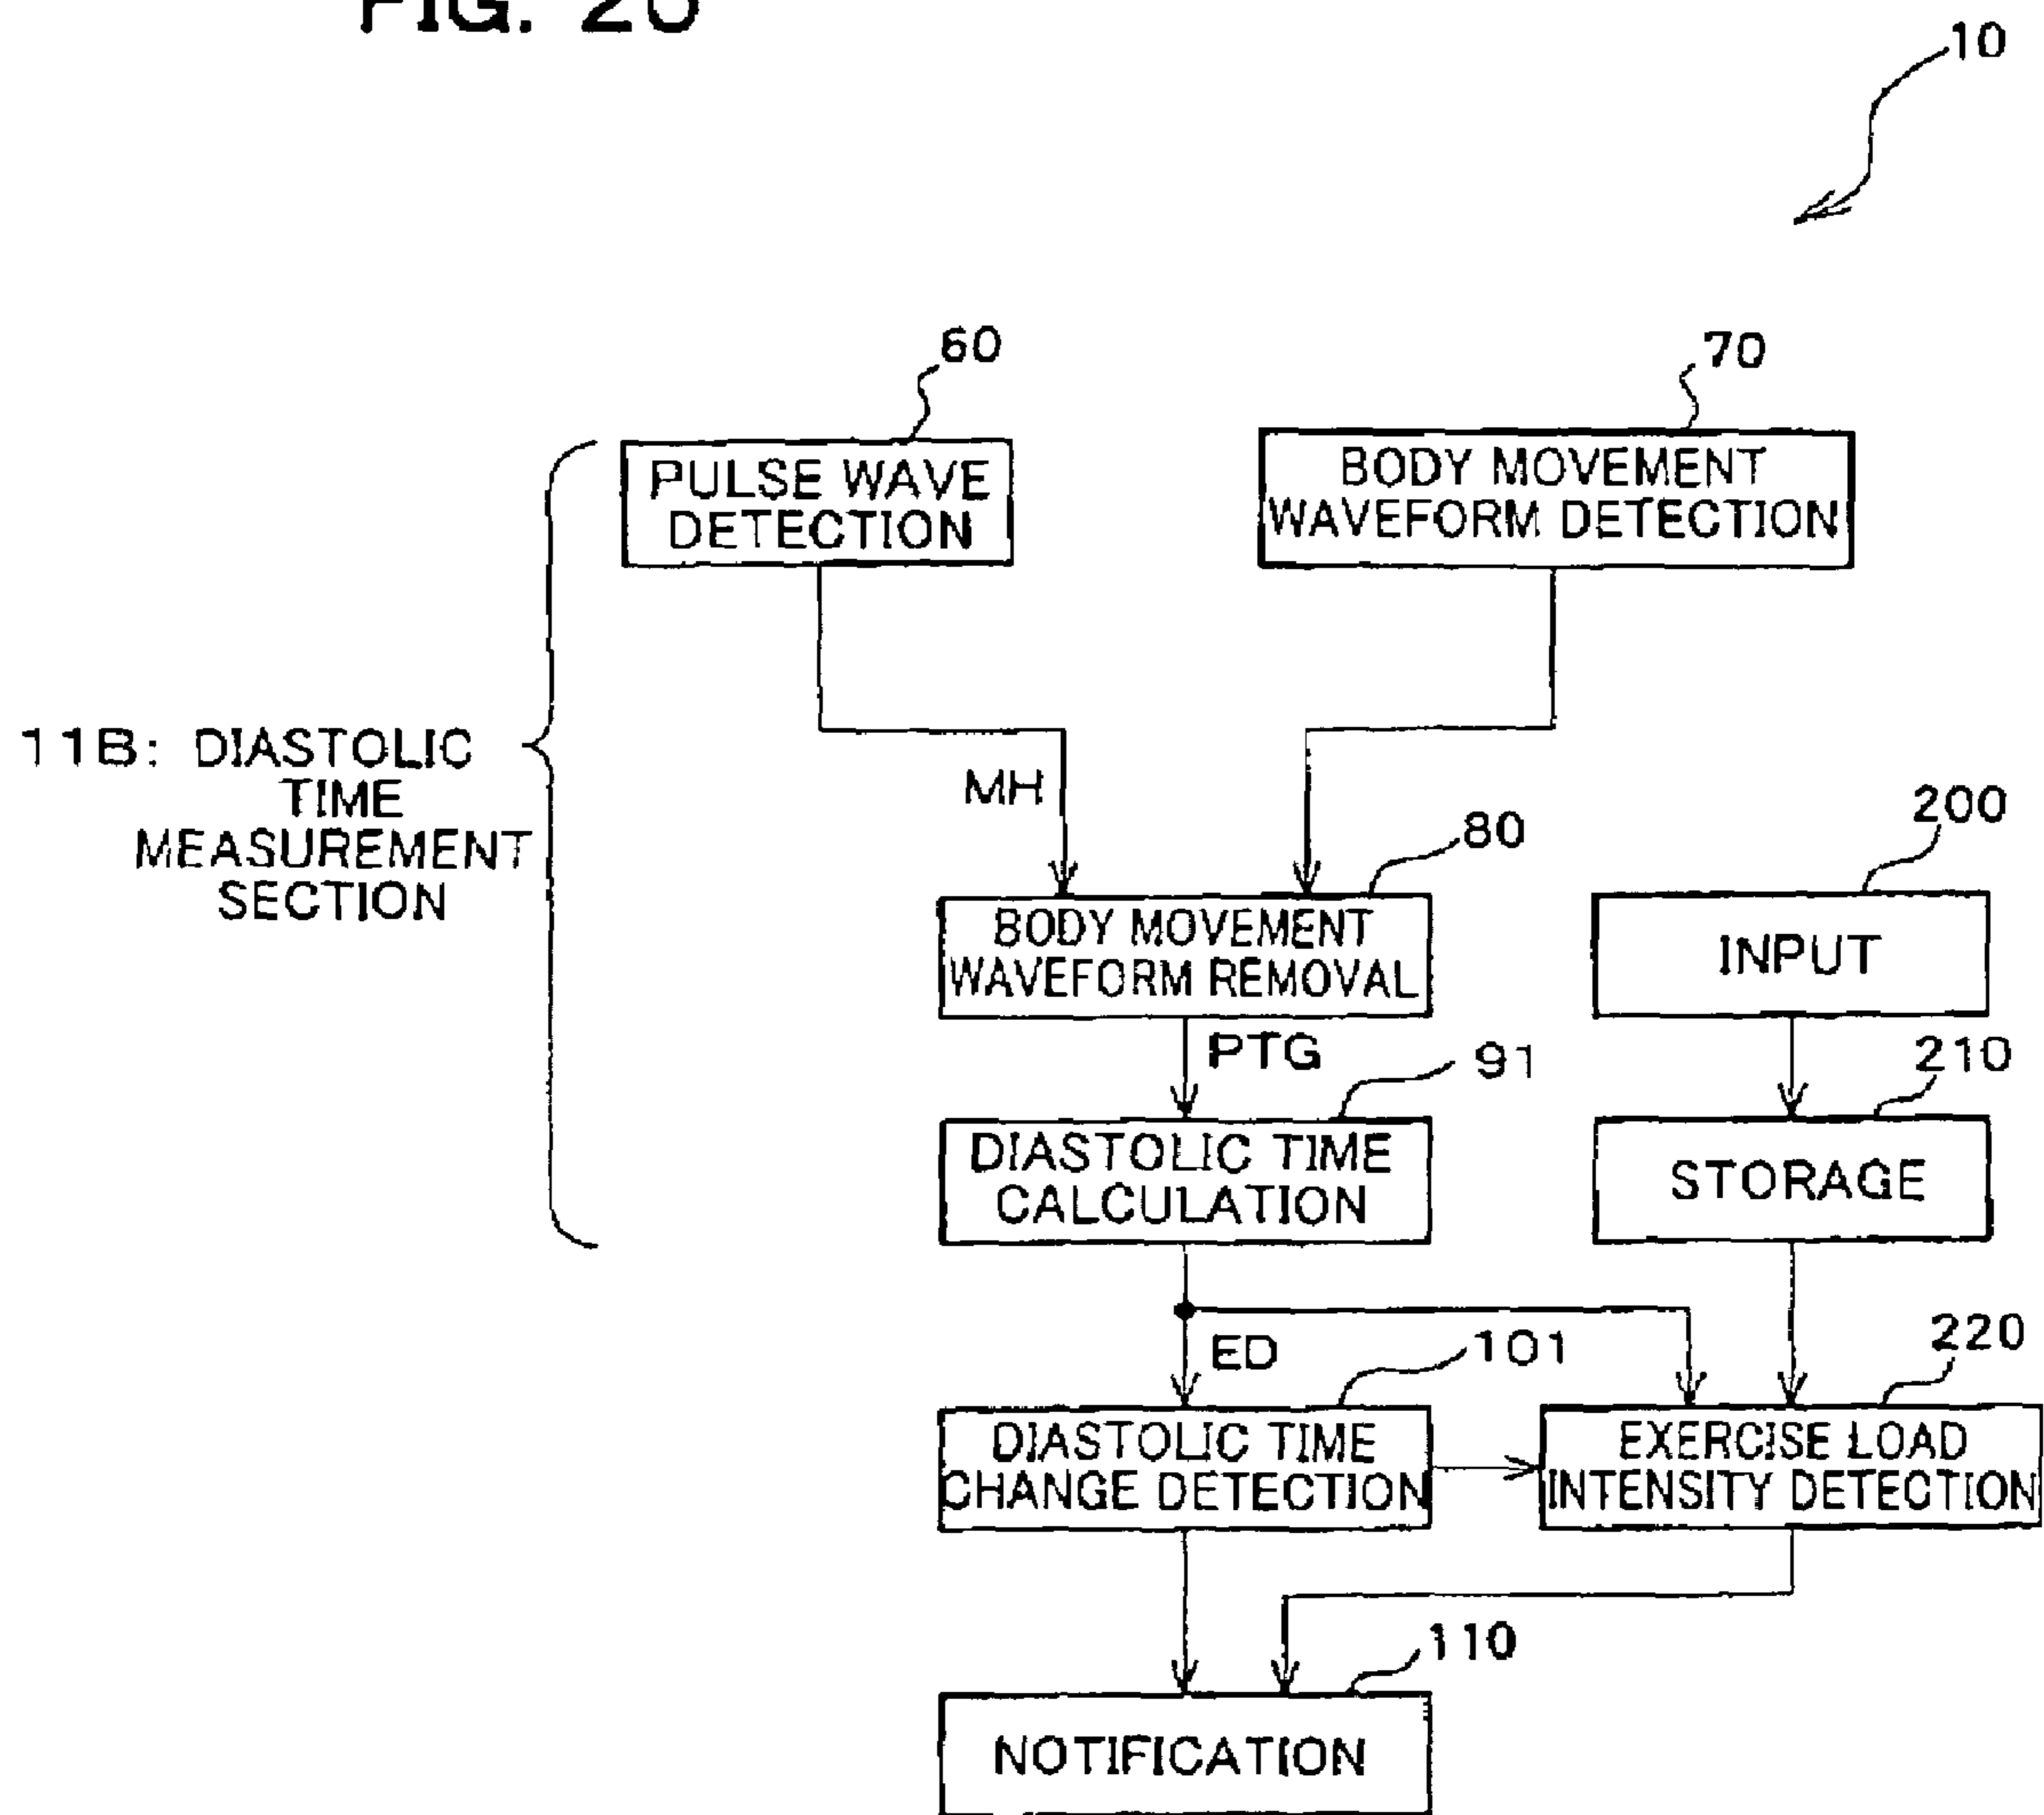 FIG. 20
10
60
70
PULSE WAVE
DETECTION
BODY MOVEMENT
WAVEFORM DETECTION
11B: DIASTOLIC
TIME
MEASUREMENT
SECTION
MH
80
200
BODY MOVEMENT
WAVEFORM REMOVAL
INPUT
PTG
91
210
DIASTOLIC TIME
CALCULATION
STORAGE
ED
101
220
DIASTOLIC TIME
CHANGE DETECTION
EXERCISE LOAD
INTENSITY DETECTION
110
NOTIFICATION